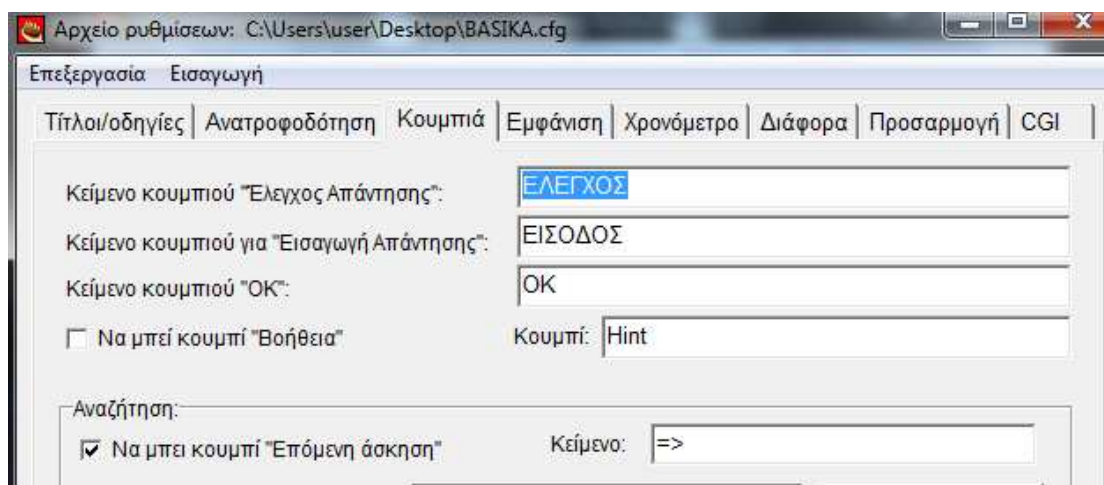 Αρχείο ρυθμίσεων: C:\Users\user\Desktop\BASIKA.cfg
Επεξεργασία Εισαγωγή
Τίτλοι/οδηγίες Ανατροφοδότηση Κουμπιά Εμφάνιση Χρονόμετρο Διάφορα Προσαρμογή CGI
Κείμενο κουμπιού "Έλεγχος Απάντησης": ΕΛΕΓΧΟΣ
Κείμενο κουμπιού για "Εισαγωγή Απάντησης": ΕΙΣΟΔΟΣ
Κείμενο κουμπιού "OK": OK
Να μπεί κουμπί "Βοήθεια" Κουμπί: Hint
Αναζήτηση:
Να μπει κουμπί "Επόμενη άσκηση" Κείμενο: =>